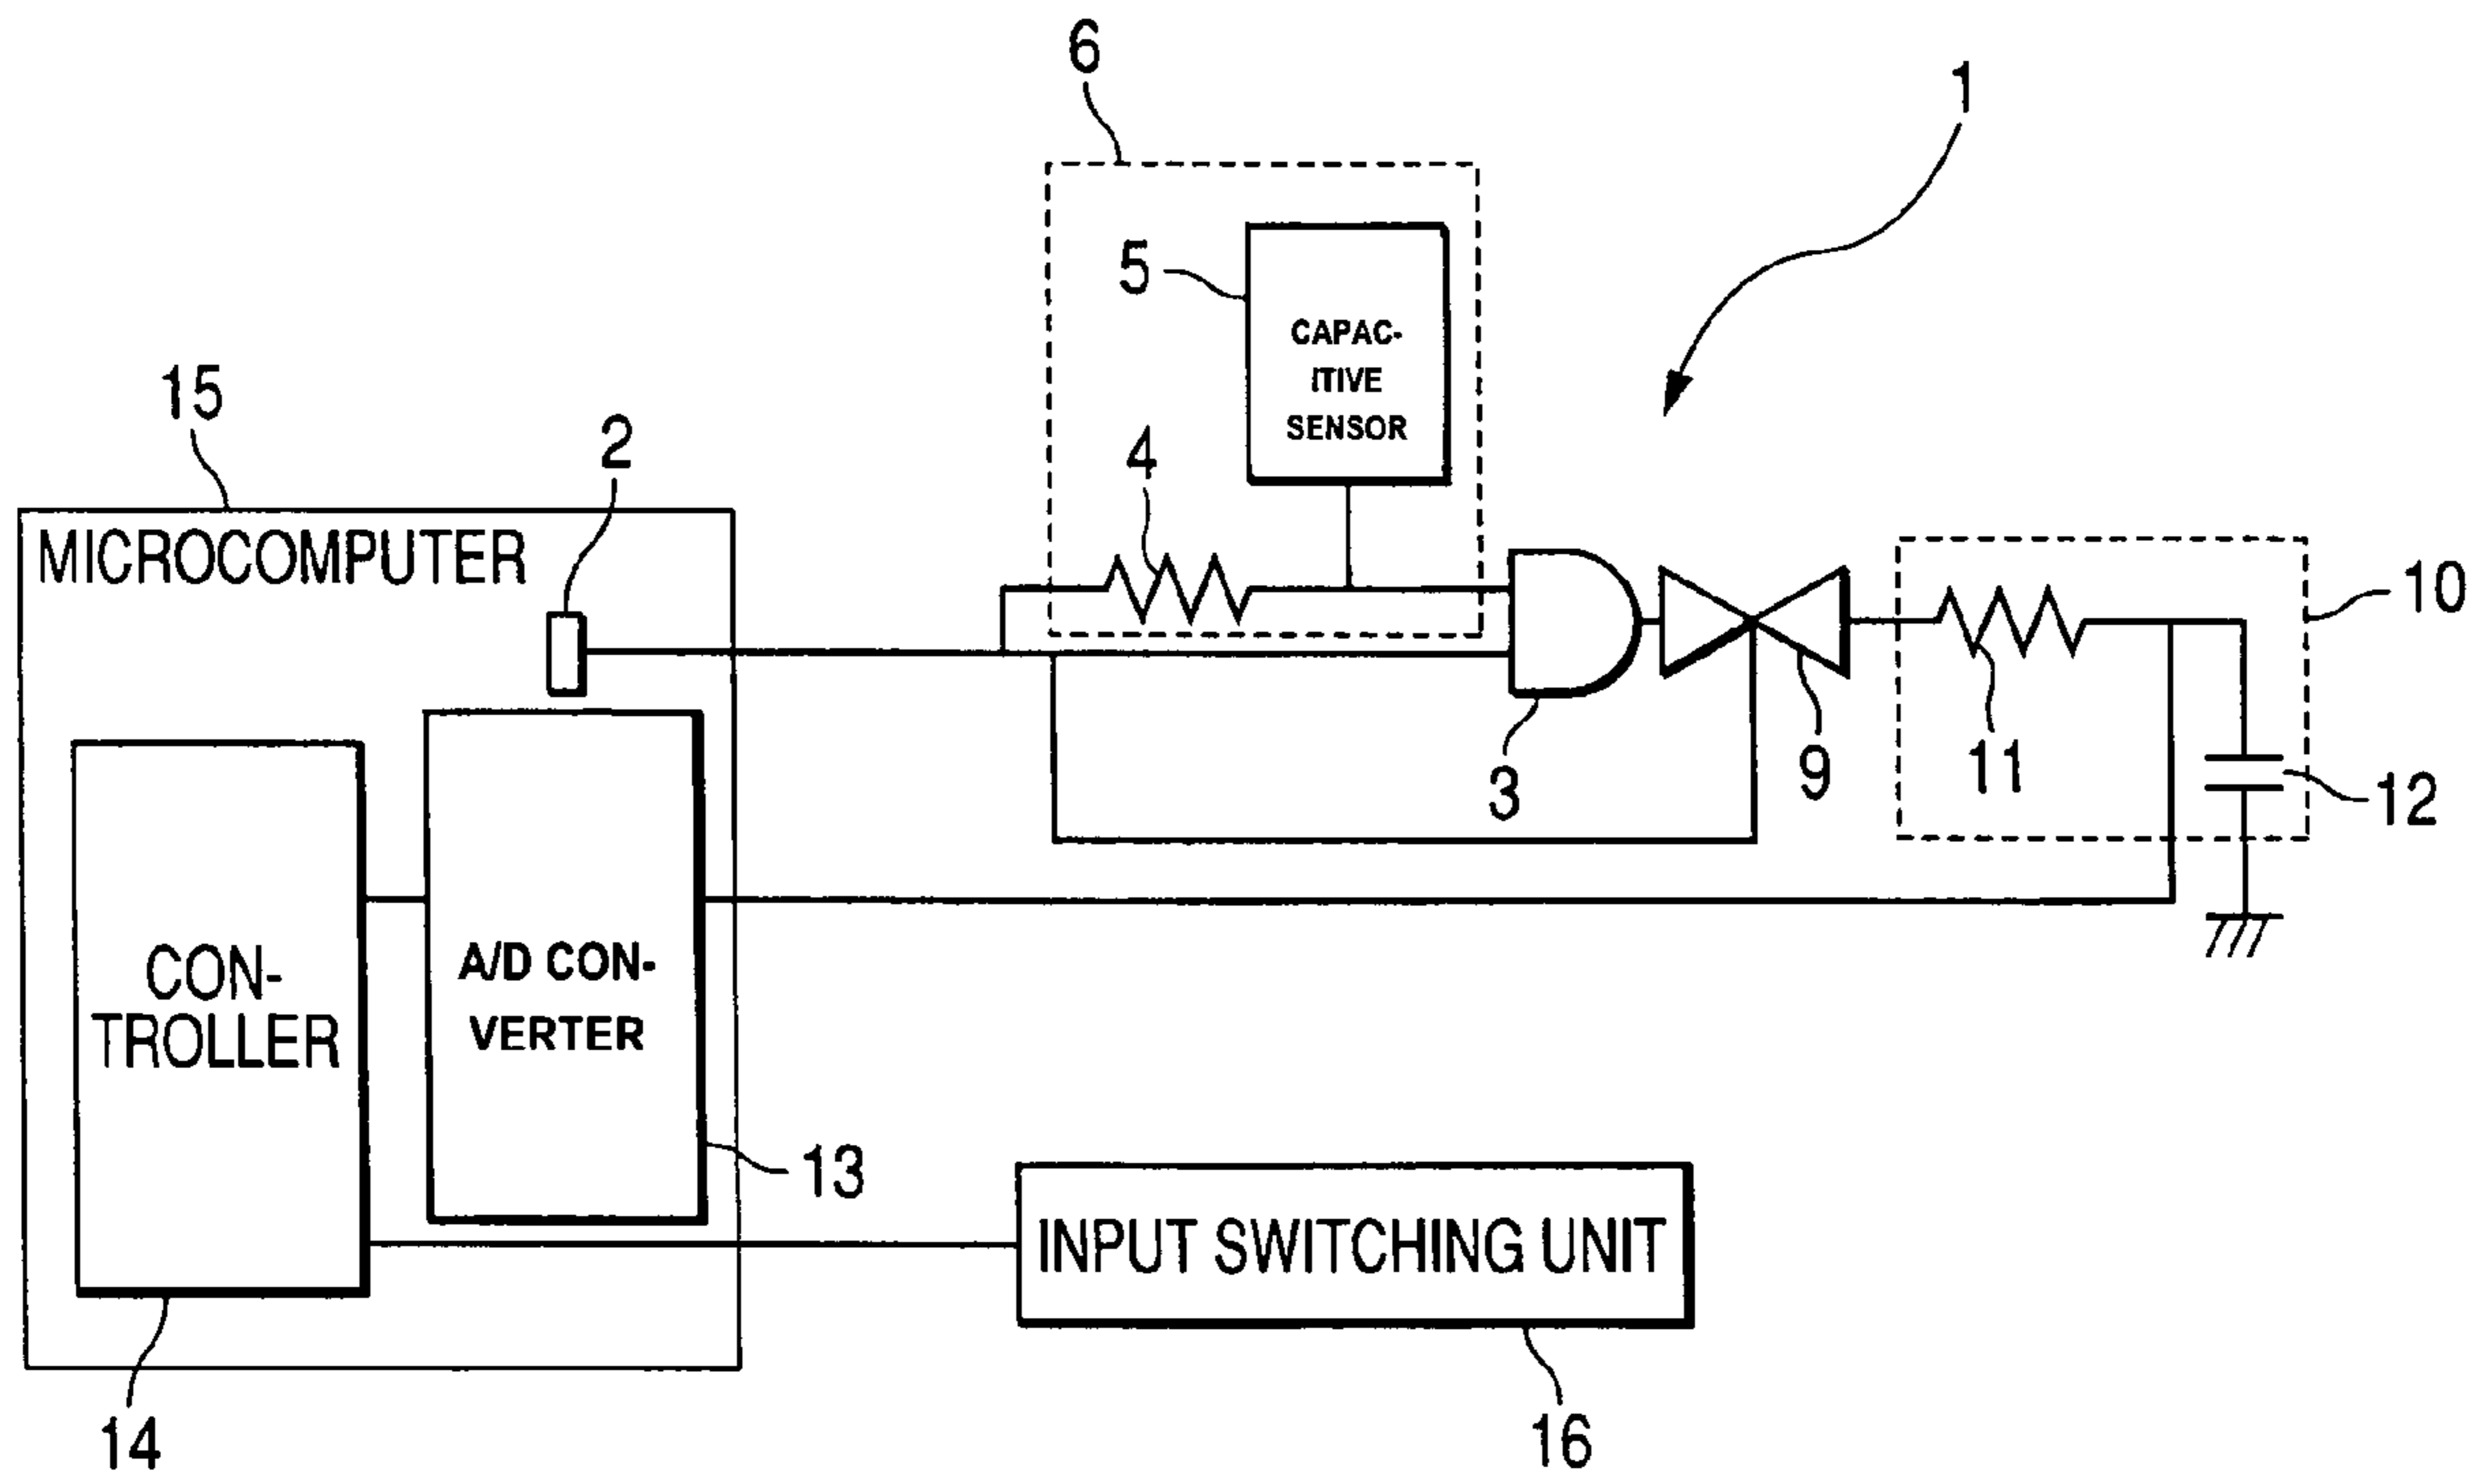 6
1
5
CAPAC-
ITIVE
SENSOR
15
2
4
MICROCOMPUTER
10
3
9
11
12
CON-
TROLLER
A/D CON-
VERTER
13
INPUT SWITCHING UNIT
14
16